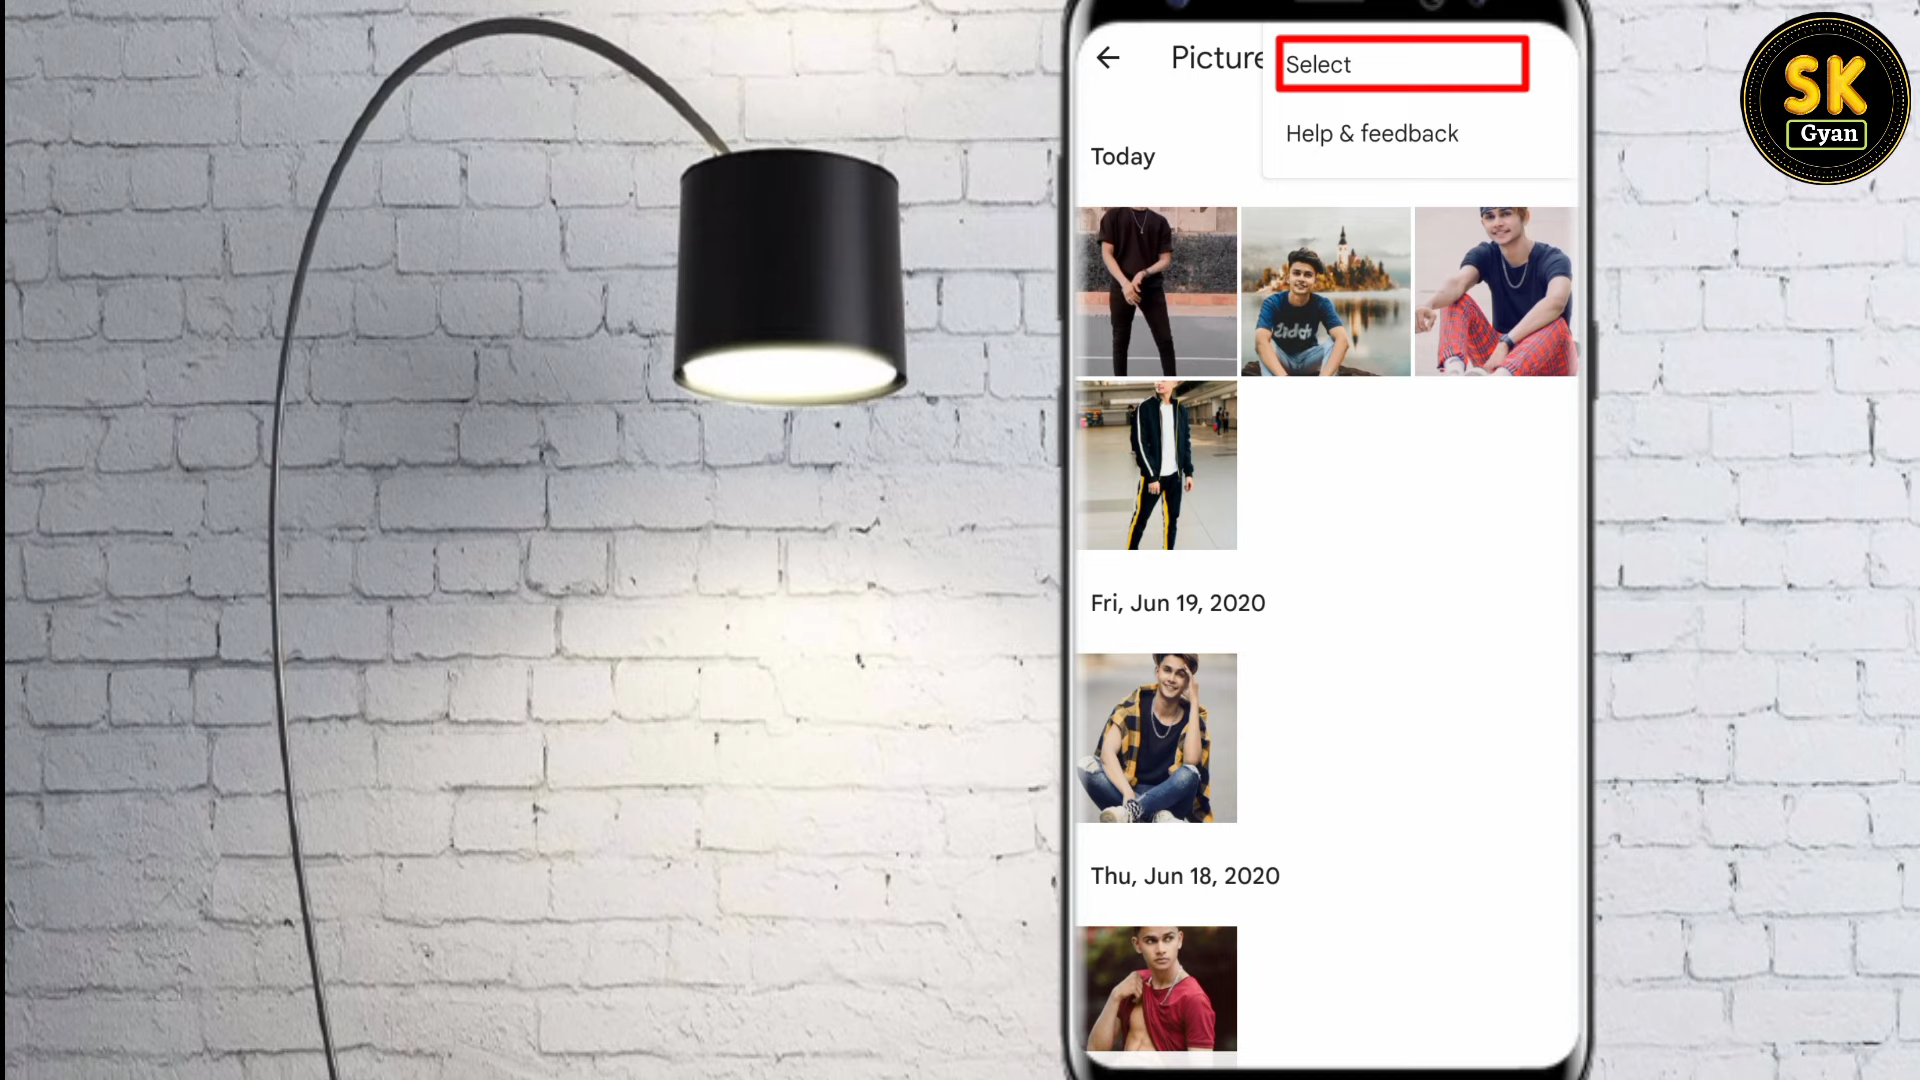 Picture
Select
Help & feedback
Today
Fri, Jun 19, 2020
Thu, Jun 18, 2020
SK
Gyan